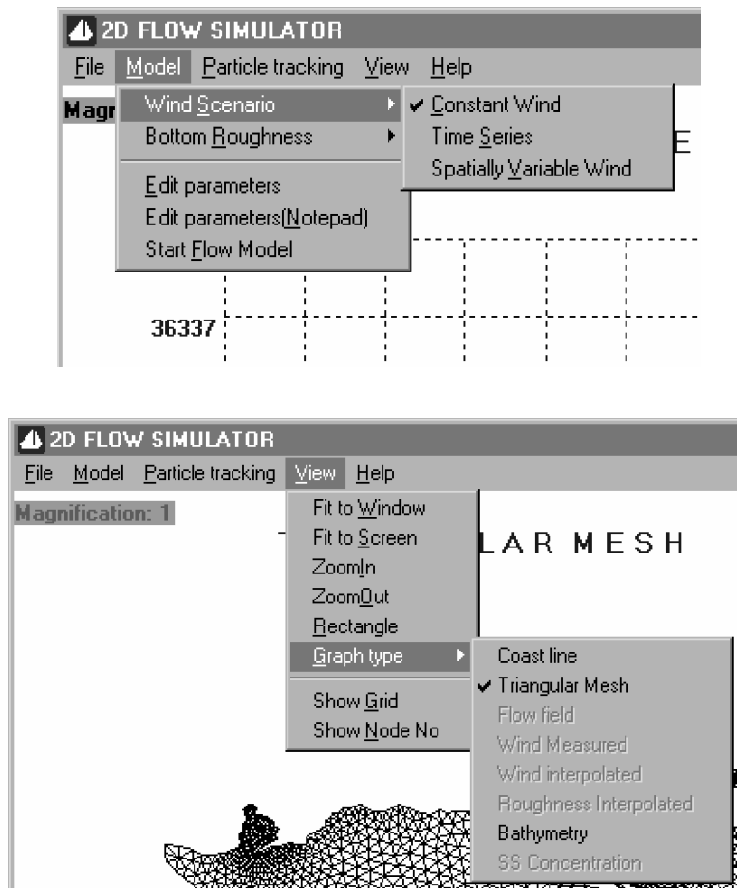 2D FLOW SIMULATOR
File Model Particle tracking View Help
Magn
Wind Scenario
Bottom Roughness
Edit parameters
Edit parameters(Notepad)
Start Flow Model
Constant Wind
Time Series
Spatially Variable Wind
E
36337
2D FLOW SIMULATOR
File Model Particle tracking View Help
Magnification: 1
LAR MESH
Fit to Window
Fit to Screen
ZoomIn
ZoomOut
Rectangle
Graph type
Show Grid
Show Node No
Coast line
Triangular Mesh
Flow field
Wind Measured
Wind interpolated
Roughness Interpolated
Bathymetry
SS Concentration